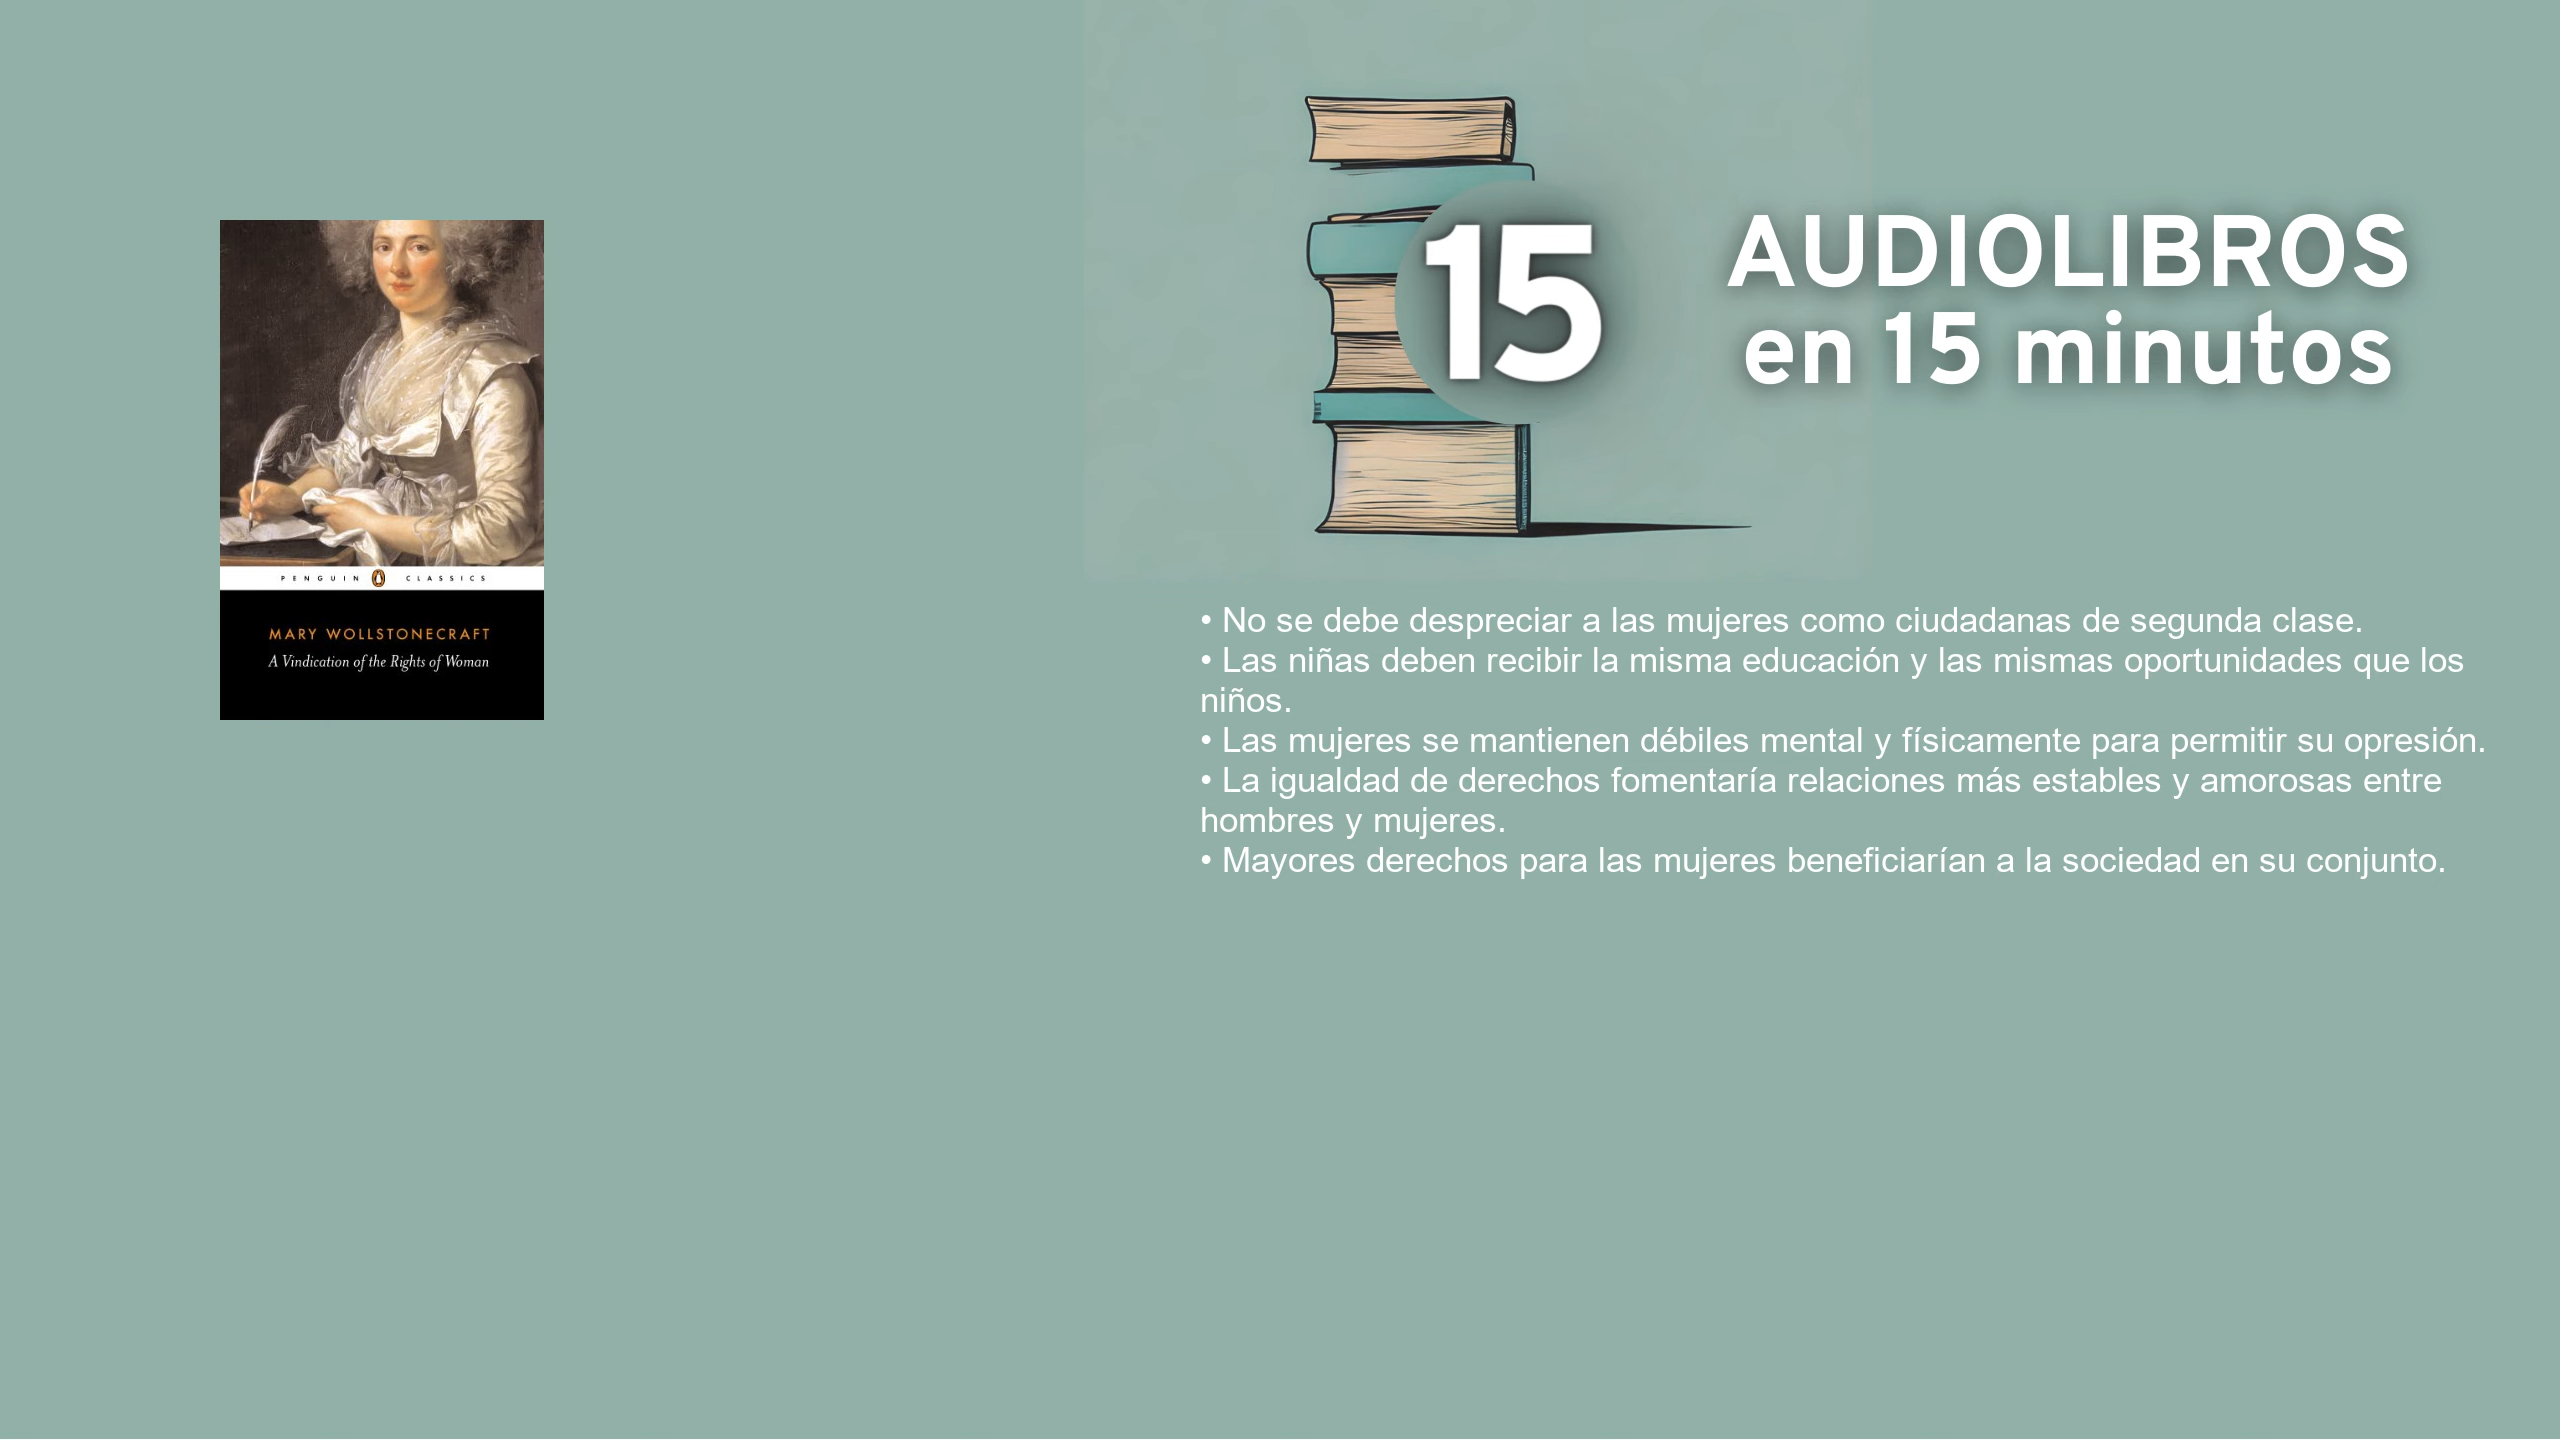 PENGUIN CLASSICS
MARY WOLLSTONECRAFT
A Vindication of the Rights of Woman
15
AUDIOLIBROS
en 15 minutos
• No se debe despreciar a las mujeres como ciudadanas de segunda clase.
• Las niñas deben recibir la misma educación y las mismas oportunidades que los
niños.
• Las mujeres se mantienen débiles mental y físicamente para permitir su opresión.
• La igualdad de derechos fomentaría relaciones más estables y amorosas entre
hombres y mujeres.
• Mayores derechos para las mujeres beneficiarían a la sociedad en su conjunto.